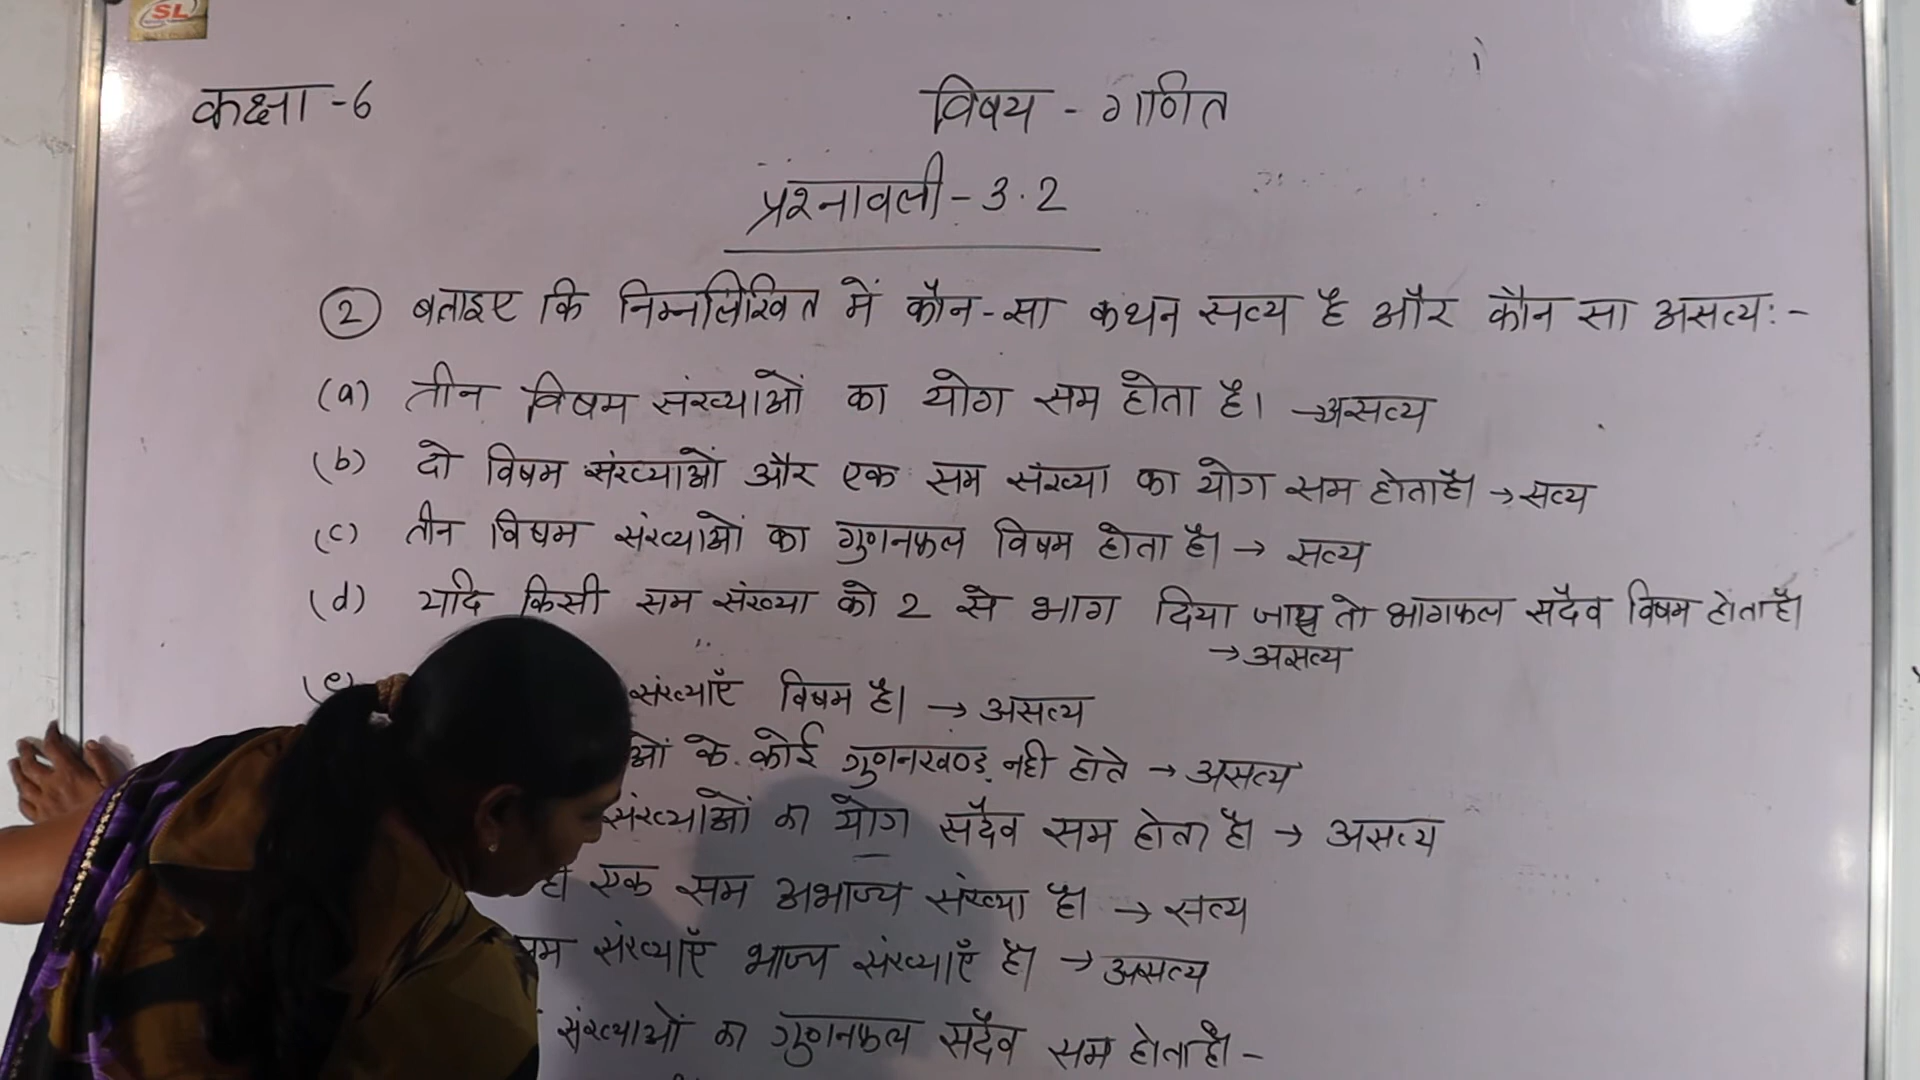 SL
कक्षा -6
विषय - गणित
प्रश्नावली - 3.2
(2) बताइए कि निम्नलिखित में कौन-सा कथन सत्य है और कौन सा असत्य:-
(a) तीन विषम संख्याओं का योग सम होता है। →असत्य
(b) दो विषम संख्याओं और एक सम संख्या का योग सम होता है। → सत्य
(c) तीन विषम संख्याओं का गुणनफल विषम होता है। → सत्य
(d) यदि किसी सम संख्या को 2 से भाग दिया जाए तो भागफल सदैव विषम होता है।
→ असत्य
(e) संख्याएँ विषम है। → असत्य
ओं के कोई गुणनखण्ड नही होते → असत्य
संख्याओं का योग सदैव सम होता है। → असत्य
ही एक सम अभाज्य संख्या है। → सत्य
सम संख्याएँ भाज्य संख्याएँ है। → असत्य
संख्याओं का गुणनफल सदैव सम होता है। -